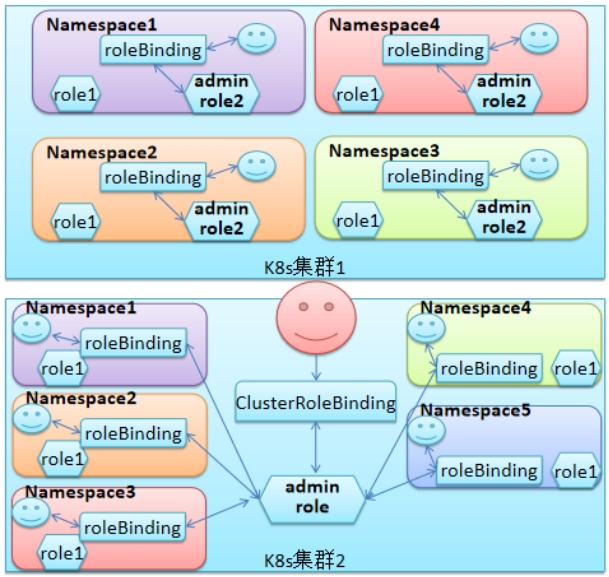 Namespace1
roleBinding
role1
admin
role2
Namespace4
roleBinding
role1
admin
role2
Namespace2
roleBinding
role1
admin
role2
Namespace3
roleBinding
role1
admin
role2
K8s集群1
Namespace1
roleBinding
role1
Namespace2
roleBinding
role1
Namespace3
roleBinding
role1
ClusterRoleBinding
admin
role
Namespace4
roleBinding
role1
Namespace5
roleBinding
role1
K8s集群2